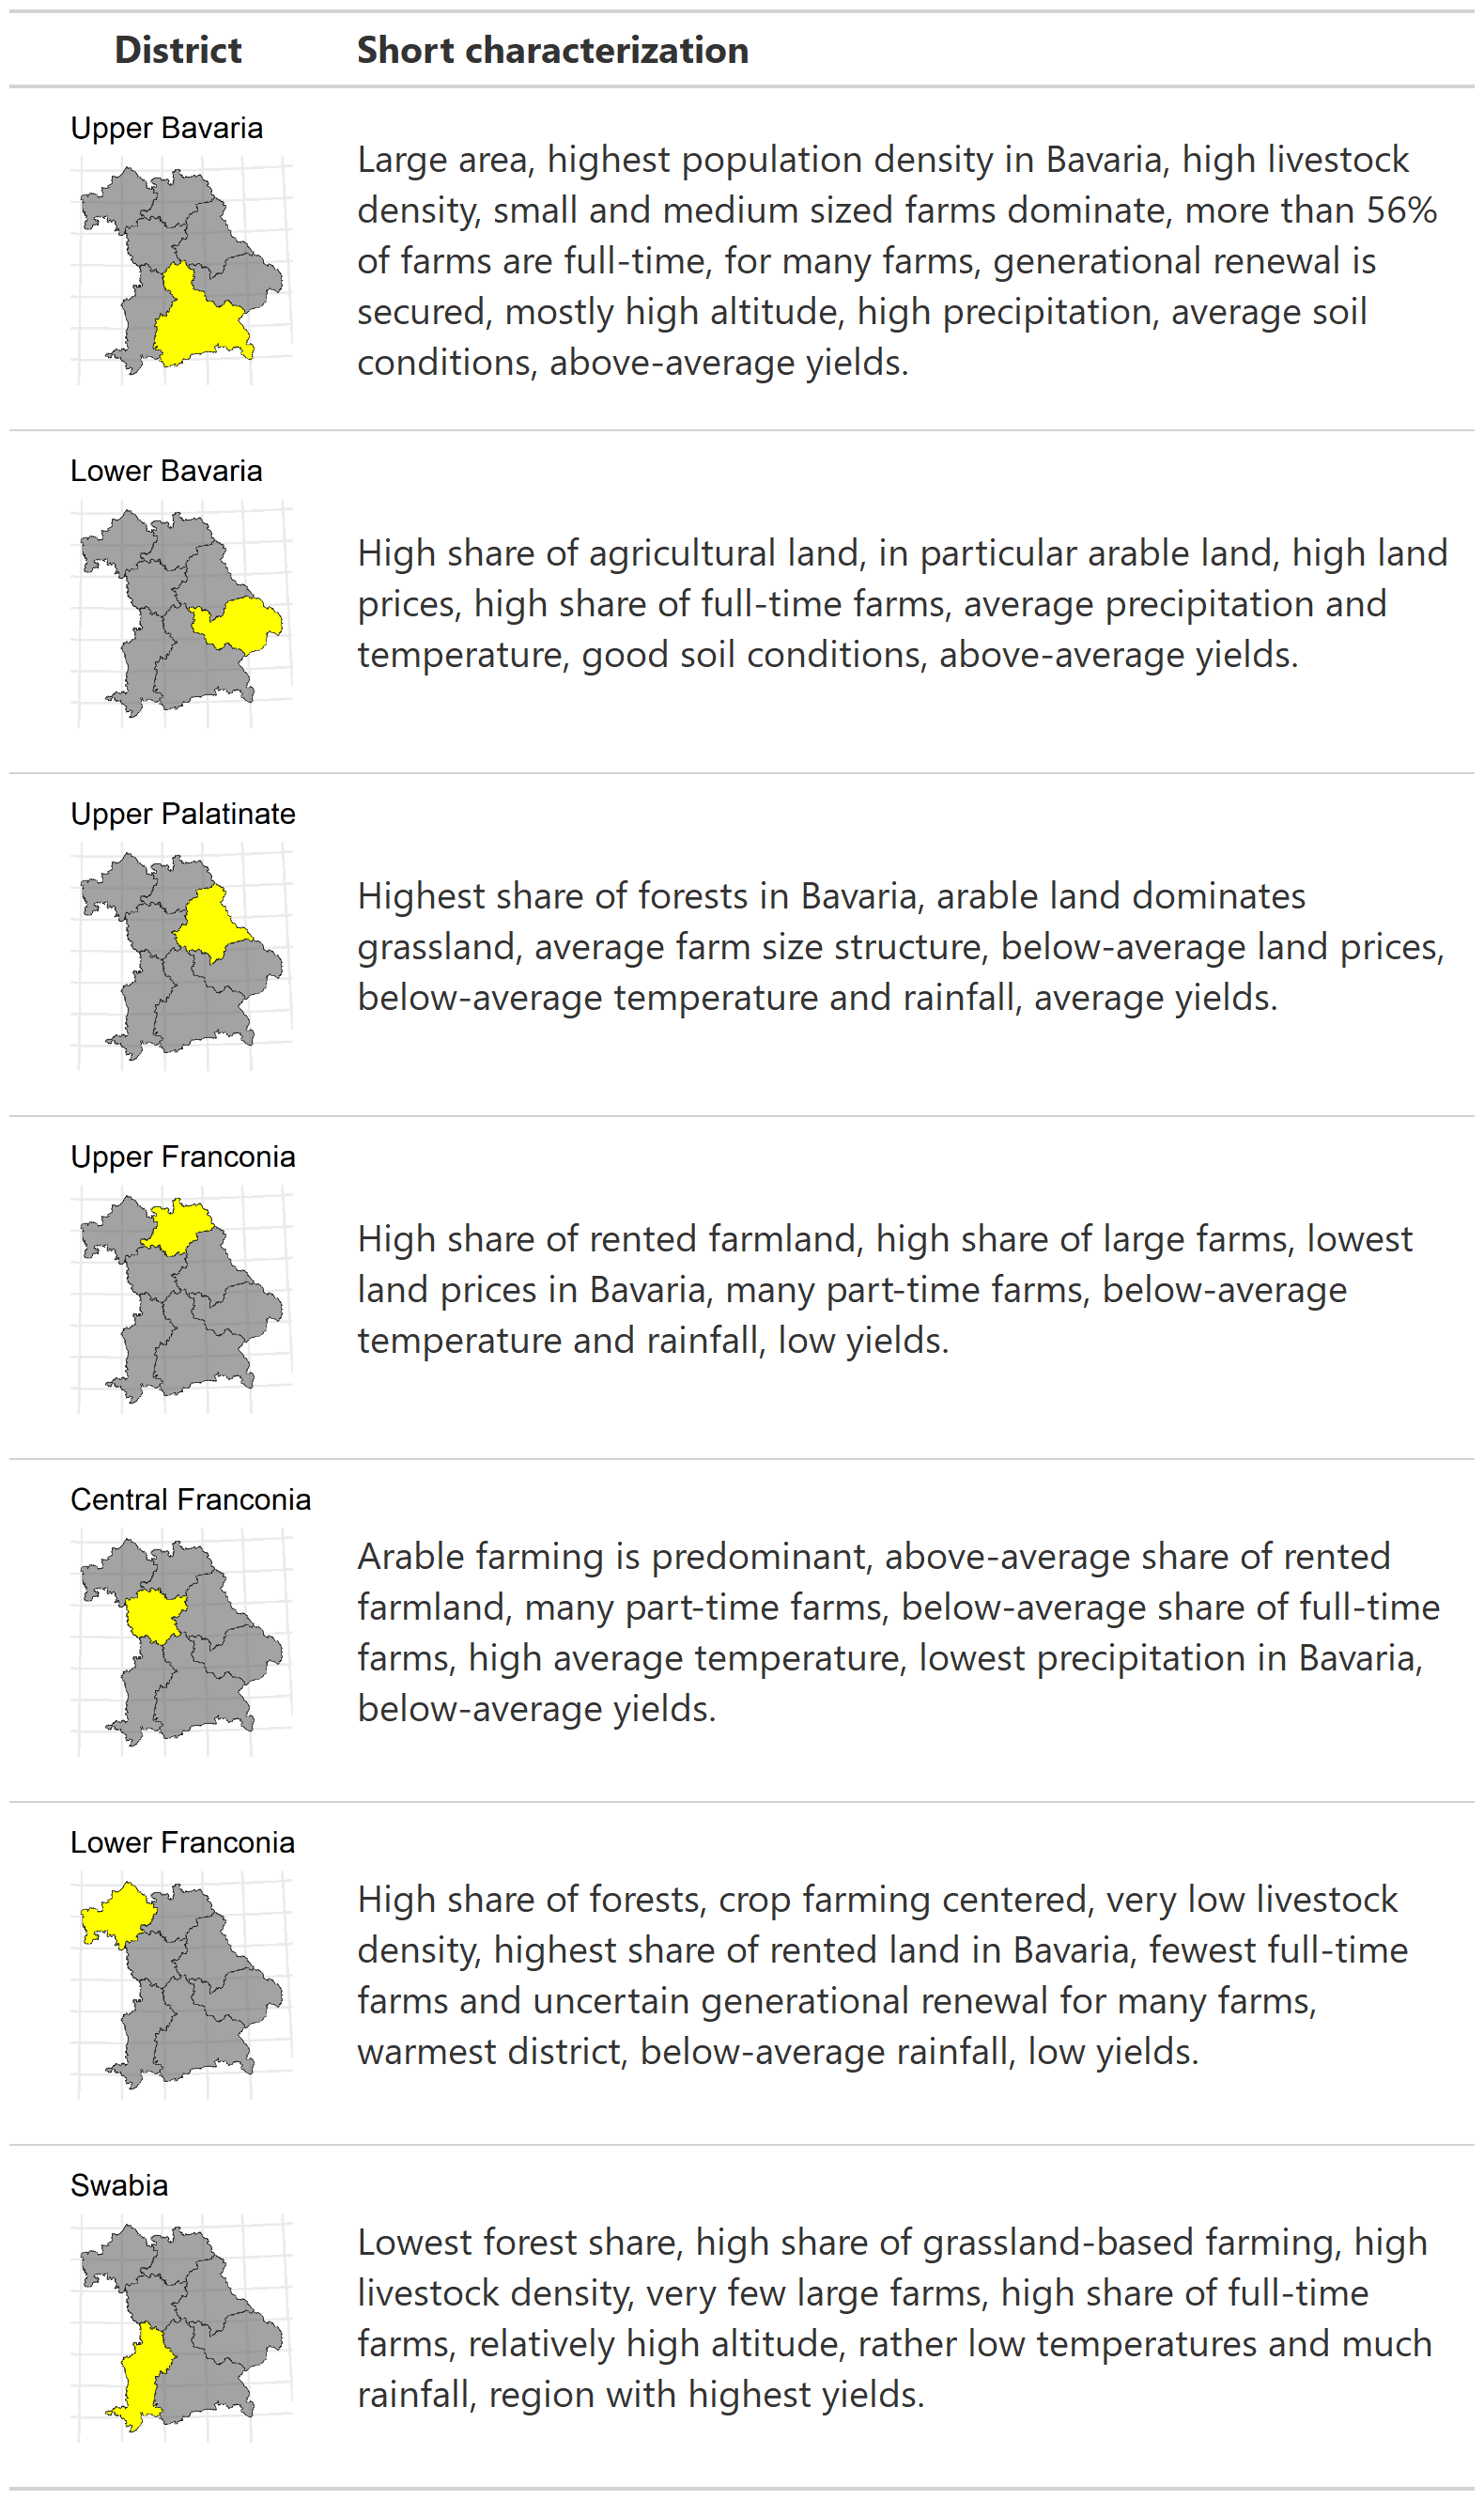 District
Short characterization
Upper Bavaria
Large area, highest population density in Bavaria, high livestock
density, small and medium sized farms dominate, more than 56%
of farms are full-time, for many farms, generational renewal is
secured, mostly high altitude, high precipitation, average soil
conditions, above-average yields.
Lower Bavaria
High share of agricultural land, in particular arable land, high land
prices, high share of full-time farms, average precipitation and
temperature, good soil conditions, above-average yields.
Upper Palatinate
Highest share of forests in Bavaria, arable land dominates
grassland, average farm size structure, below-average land prices,
below-average temperature and rainfall, average yields.
Upper Franconia
High share of rented farmland, high share of large farms, lowest
land prices in Bavaria, many part-time farms, below-average
temperature and rainfall, low yields.
Central Franconia
Arable farming is predominant, above-average share of rented
farmland, many part-time farms, below-average share of full-time
farms, high average temperature, lowest precipitation in Bavaria,
below-average yields.
Lower Franconia
High share of forests, crop farming centered, very low livestock
density, highest share of rented land in Bavaria, fewest full-time
farms and uncertain generational renewal for many farms,
warmest district, below-average rainfall, low yields.
Swabia
Lowest forest share, high share of grassland-based farming, high
livestock density, very few large farms, high share of full-time
farms, relatively high altitude, rather low temperatures and much
rainfall, region with highest yields.